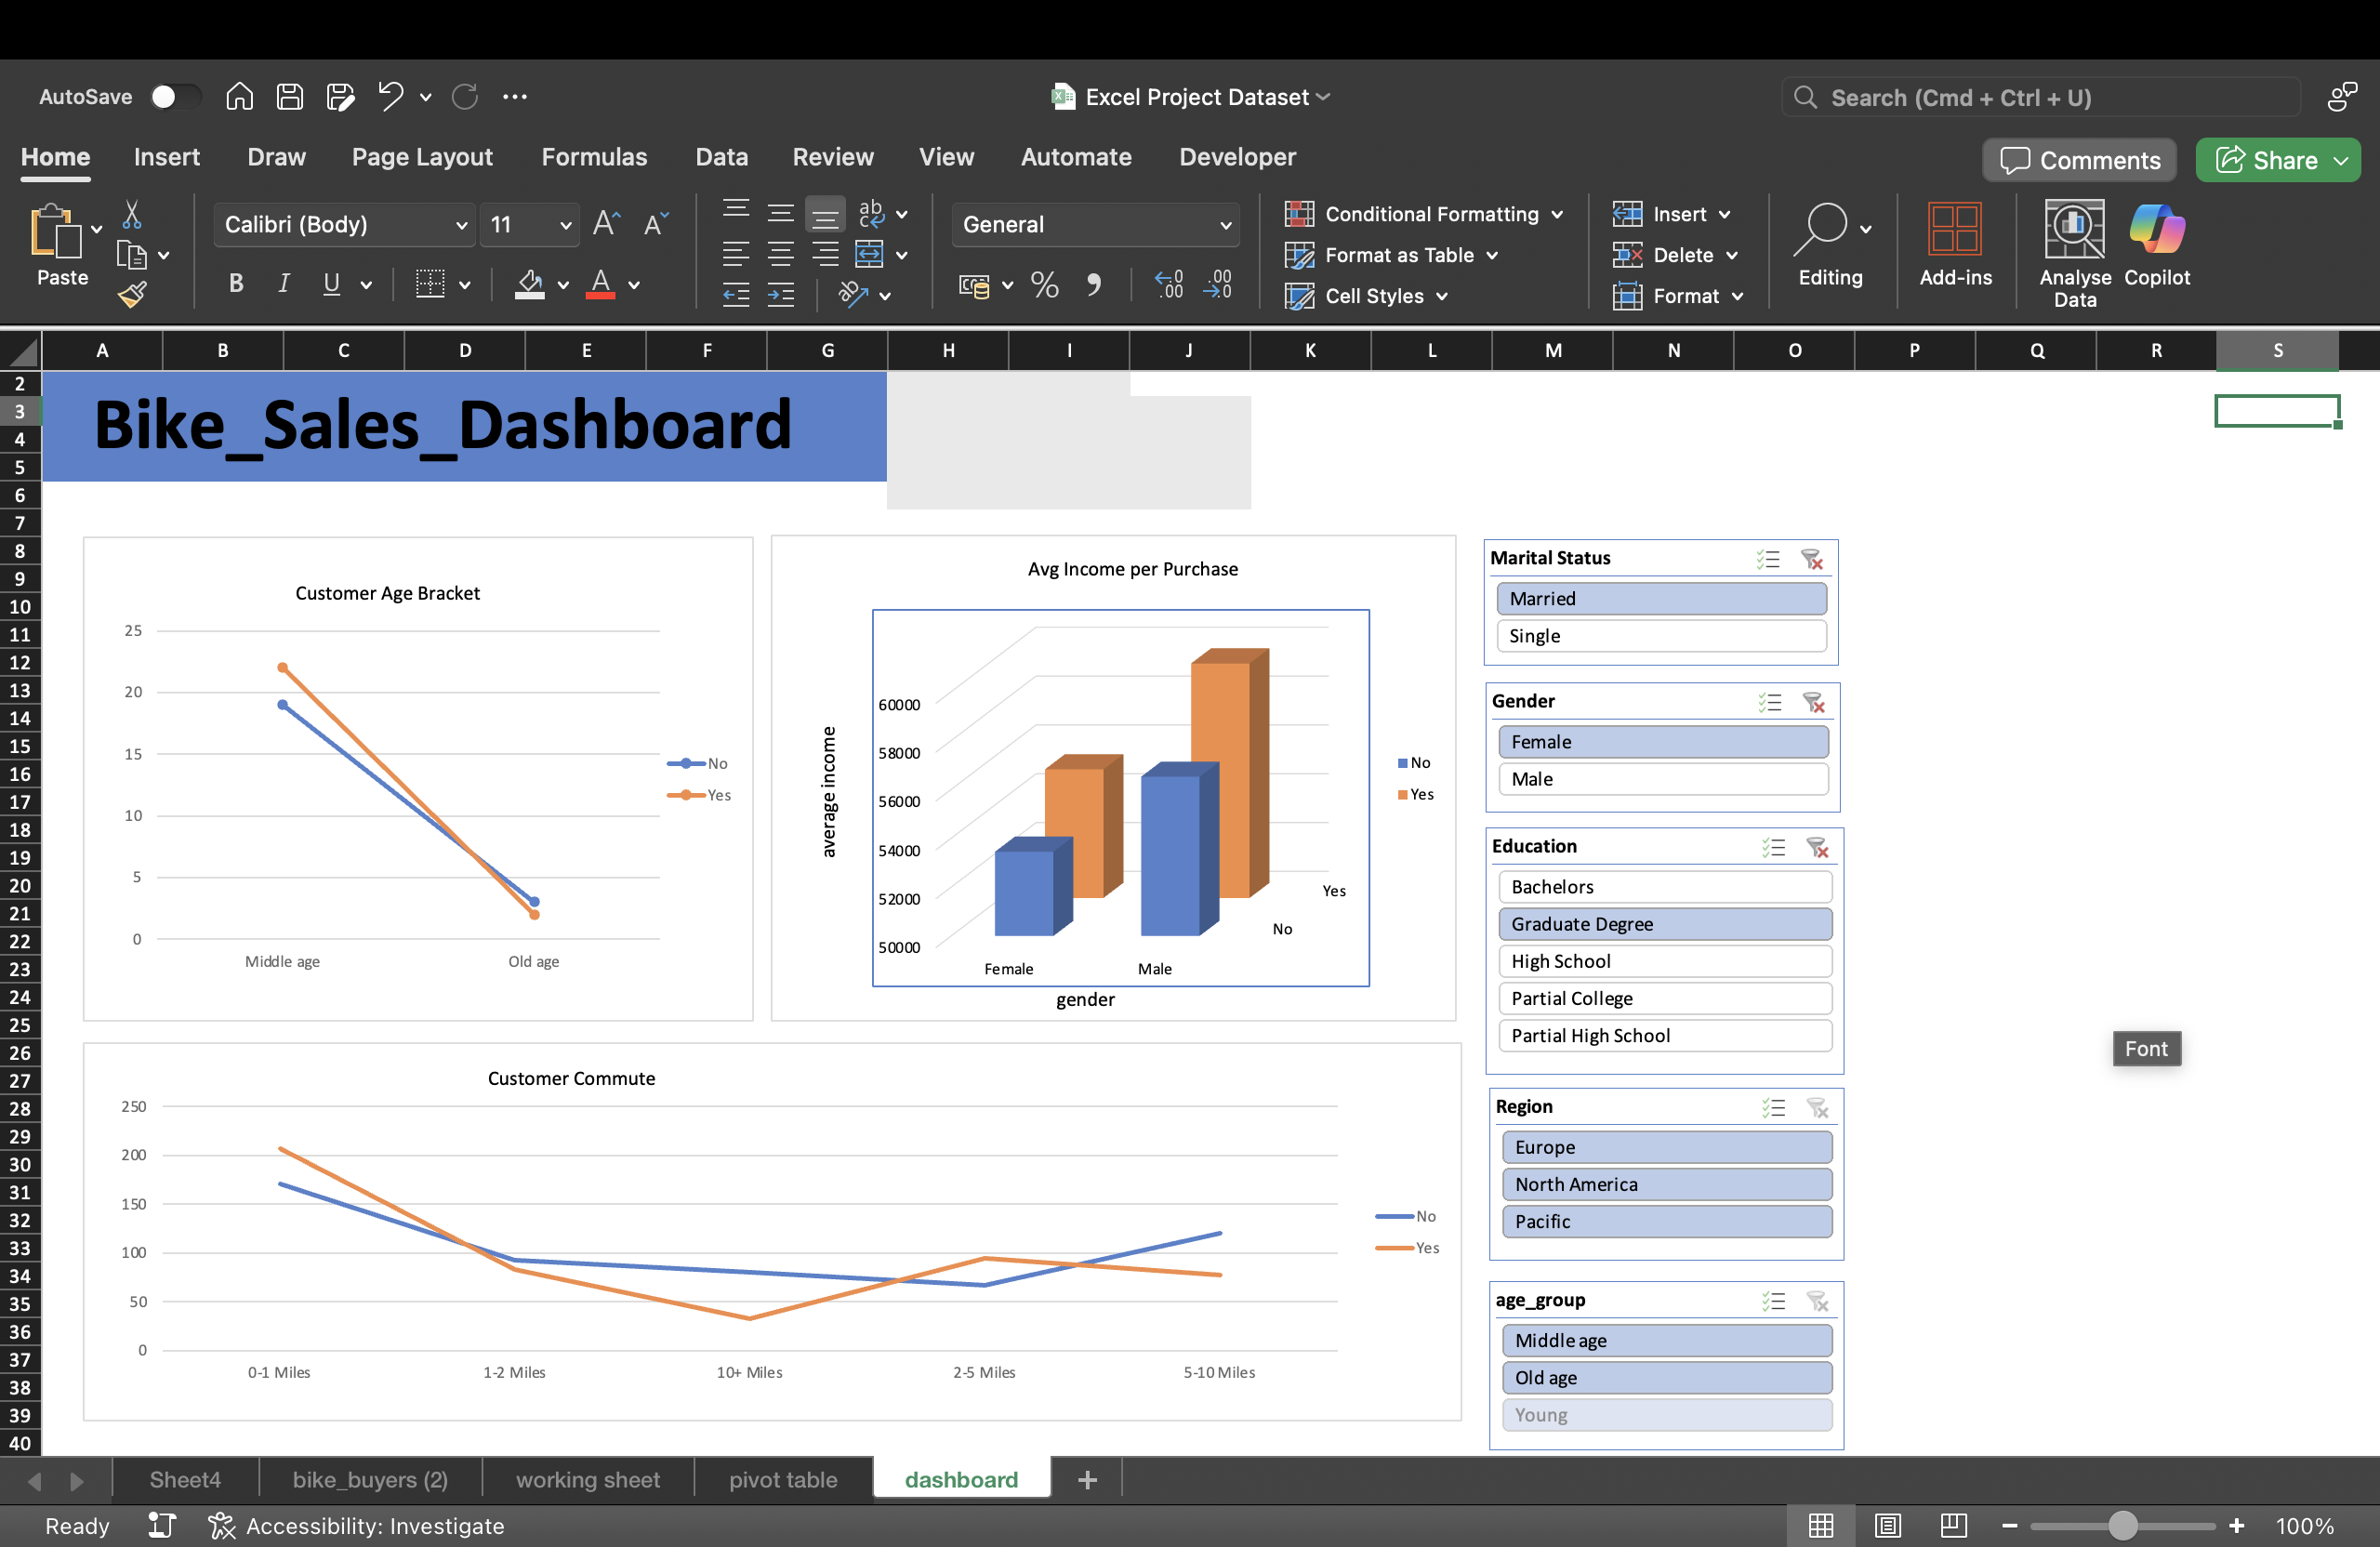 AutoSave
Excel Project Dataset
Search (Cmd + Ctrl + U)
Home Insert Draw Page Layout Formulas Data Review View Automate Developer
Comments Share
Paste
Calibri (Body) 11
B I U A
ab
c
General
% .00 .00
Conditional Formatting
Format as Table
Cell Styles
Insert
Delete
Format
Editing
Add-ins
Analyse
Data
Copilot
A B C D E F G H I J K L M N O P Q R S
2
3
4
5
6
7
8
9
10
11
12
13
14
15
16
17
18
19
20
21
22
23
24
25
26
27
28
29
30
31
32
33
34
35
36
37
38
39
40
Bike_Sales_Dashboard
Customer Age Bracket
25
20
15
10
5
0
Middle age Old age
No
Yes
Avg Income per Purchase
average income
60000
58000
56000
54000
52000
50000
Yes
No
Female Male
gender
No
Yes
Customer Commute
250
200
150
100
50
0
0-1 Miles 1-2 Miles 10+ Miles 2-5 Miles 5-10 Miles
No
Yes
Marital Status
Married
Single
Gender
Female
Male
Education
Bachelors
Graduate Degree
High School
Partial College
Partial High School
Region
Europe
North America
Pacific
age_group
Middle age
Old age
Young
Font
Sheet4 bike_buyers (2) working sheet pivot table dashboard +
Ready Accessibility: Investigate
100%